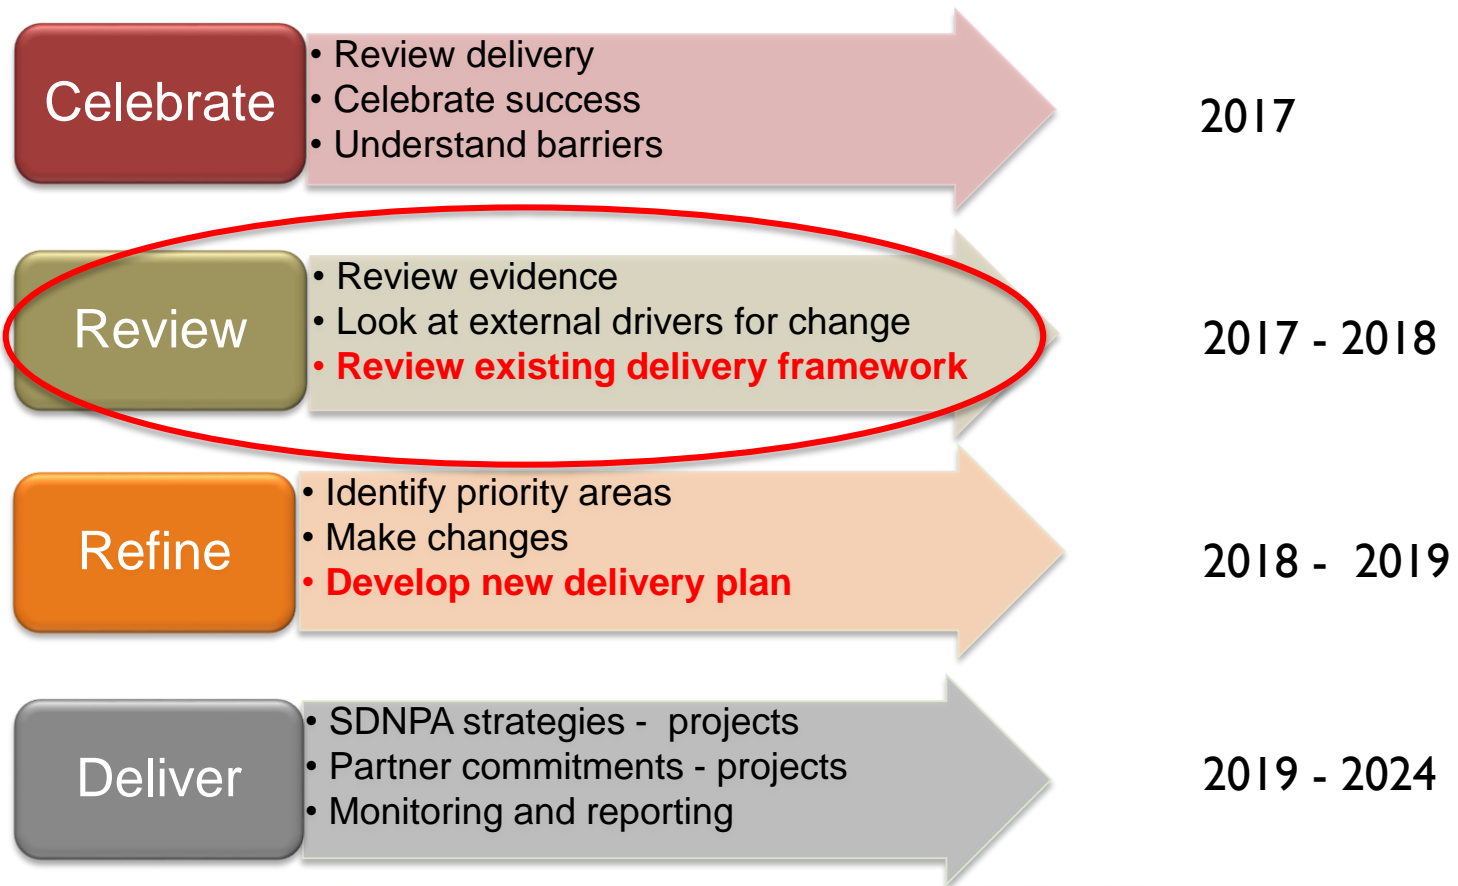 Celebrate
• Review delivery
• Celebrate success
• Understand barriers
2017
Review
• Review evidence
• Look at external drivers for change
• Review existing delivery framework
2017 - 2018
Refine
• Identify priority areas
• Make changes
• Develop new delivery plan
2018 -  2019
Deliver
• SDNPA strategies -  projects
• Partner commitments - projects
• Monitoring and reporting
2019 - 2024